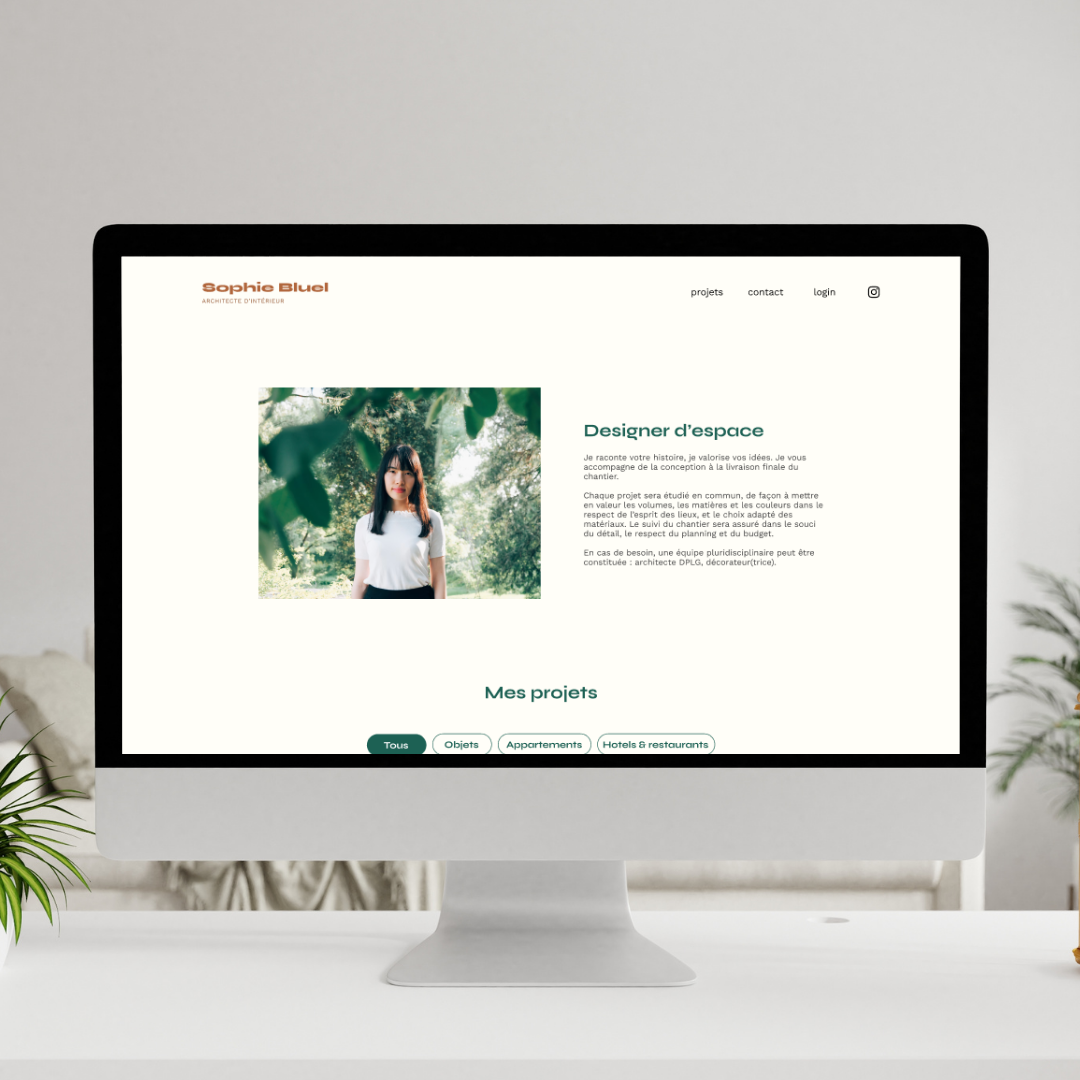 Sophie Bluel
ARCHITECTE D'INTÉRIEUR
projets
contact
login
Designer d'espace
Je raconte votre histoire, je valorise vos idées. Je vous
accompagne de la conception à la livraison finale du
chantier.
Chaque projet sera étudié en commun, de façon à mettre
en valeur les volumes, les matières et les couleurs dans le
respect de l'esprit des lieux, et le choix adapté des
matériaux. Le suivi du chantier sera assuré dans le souci
du détail, le respect du planning et du budget.
En cas de besoin, une équipe pluridisciplinaire peut être
constituée : architecte DPLG, décorateur(trice).
Mes projets
Tous
Objets
Appartements
Hotels & restaurants